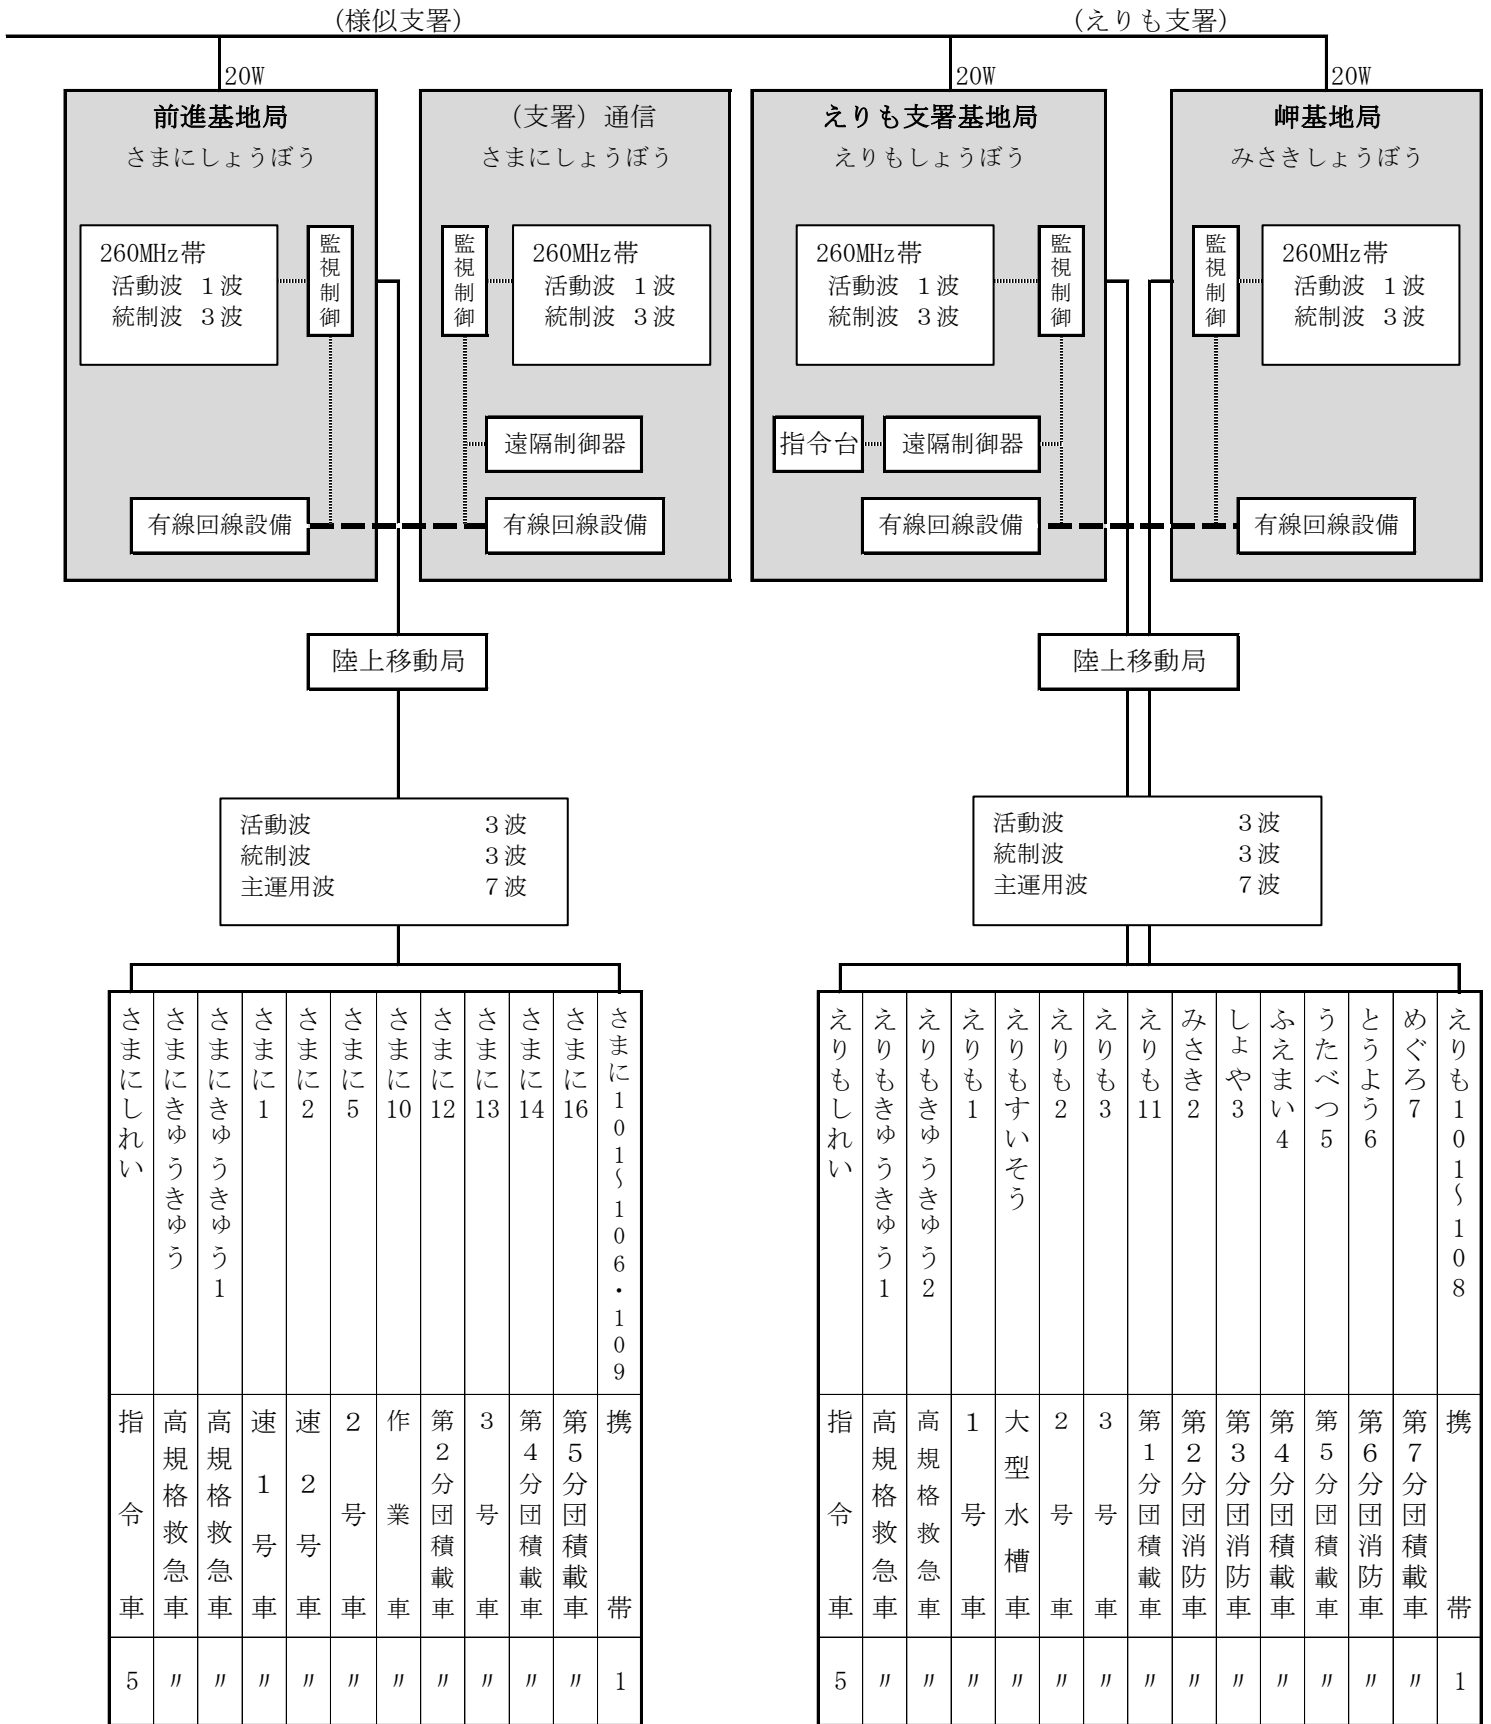 (様似支署)
(えりも支署)
20W
20W
20W
前進基地局
さまにしょうぼう
260MHz帯
活動波 1波
統制波 3波
監視制御
有線回線設備
(支署) 通信
さまにしょうぼう
監視制御
260MHz帯
活動波 1波
統制波 3波
遠隔制御器
有線回線設備
えりも支署基地局
えりもしょうぼう
260MHz帯
活動波 1波
統制波 3波
監視制御
指令台
遠隔制御器
有線回線設備
岬基地局
みさきしょうぼう
監視制御
260MHz帯
活動波 1波
統制波 3波
有線回線設備
陸上移動局
陸上移動局
活動波 3波
統制波 3波
主運用波 7波
活動波 3波
統制波 3波
主運用波 7波
さまにしれい
さまにきゅうきゅう
さまにきゅうきゅう1
さまに1
さまに2
さまに5
さまに10
さまに12
さまに13
さまに14
さまに16
さまに101〜106・109
指令車
高規格救急車
高規格救急車
速1号車
速2号車
2号車
作業車
第2分団積載車
3号車
第4分団積載車
第5分団積載車
携帯
5 〃 〃 〃 〃 〃 〃 〃 〃 〃 〃 1
えりもしれい
えりもきゅうきゅう1
えりもきゅうきゅう2
えりも1
えりもすいそう
えりも2
えりも3
えりも11
みさき2
しょや3
ふえまい4
うたべつ5
とうよう6
めぐろ7
えりも101〜108
指令車
高規格救急車
高規格救急車
1号車
大型水槽車
2号車
3号車
第1分団積載車
第2分団消防車
第3分団消防車
第4分団積載車
第5分団積載車
第6分団消防車
第7分団積載車
携帯
5 〃 〃 〃 〃 〃 〃 〃 〃 〃 〃 〃 〃 〃 1